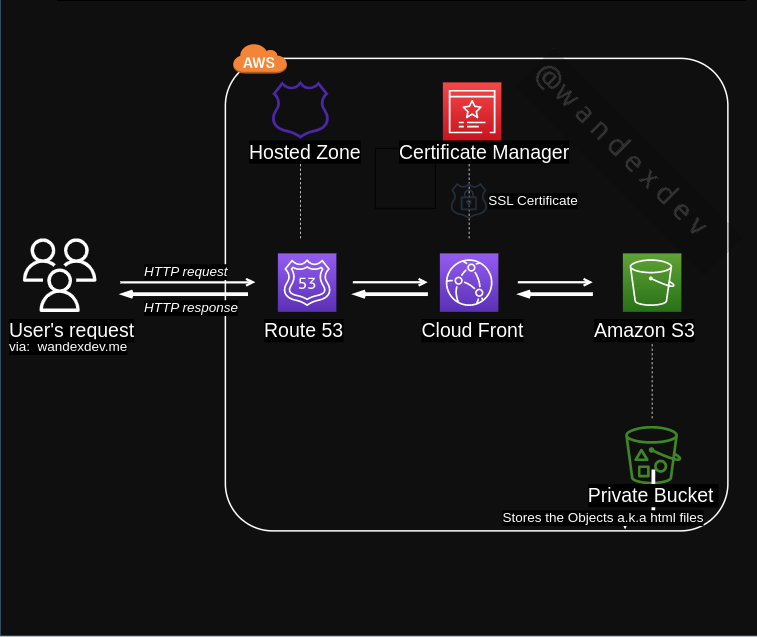 AWS
@wandexdev
Hosted Zone
Certificate Manager
SSL Certificate
HTTP request
53
HTTP response
User's request
via:  wandexdev.me
Route 53
Cloud Front
Amazon S3
Private Bucket
Stores the Objects a.k.a html files